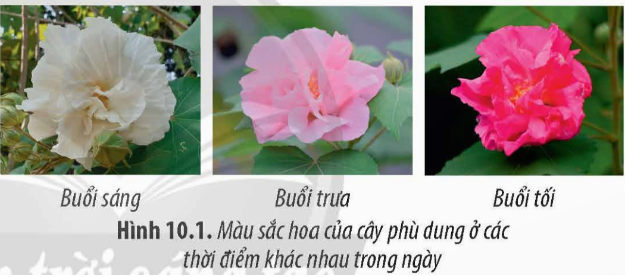 Buổi sáng
Buổi trưa
Buổi tối
Hình 10.1. Màu sắc hoa của cây phù dung ở các
thời điểm khác nhau trong ngày